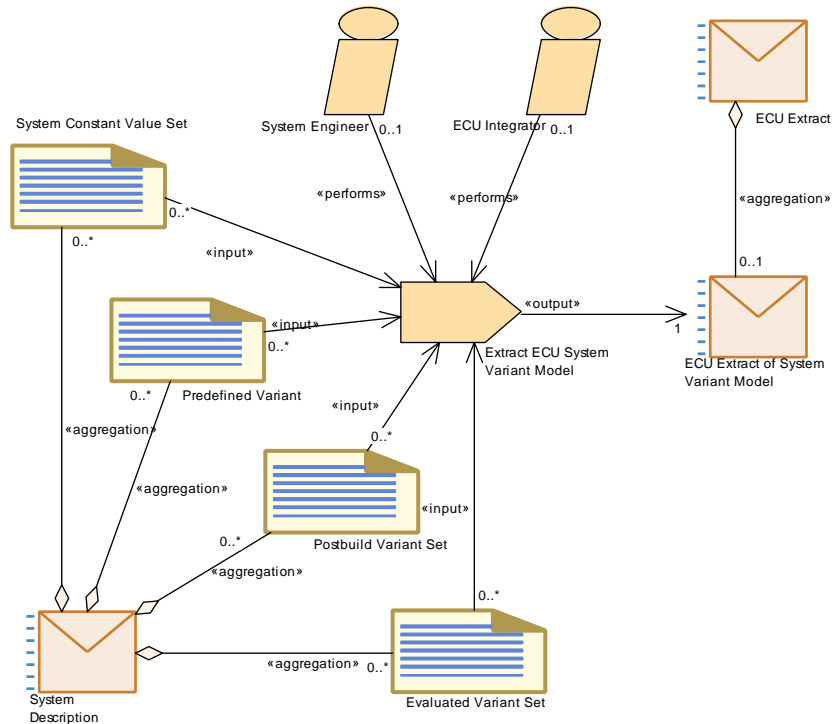 System Constant Value Set
System Engineer
0..1
ECU Integrator
0..1
ECU Extract
«performs»
«performs»
«aggregation»
0..*
0..*
«input»
0..1
«output»
1
«input»
0..*
Extract ECU System
Variant Model
ECU Extract of System
Variant Model
0..*
Predefined Variant
«input»
«aggregation»
0..*
«aggregation»
«input»
0..*
Postbuild Variant Set
«aggregation»
0..*
«aggregation»
0..*
System
Description
Evaluated Variant Set